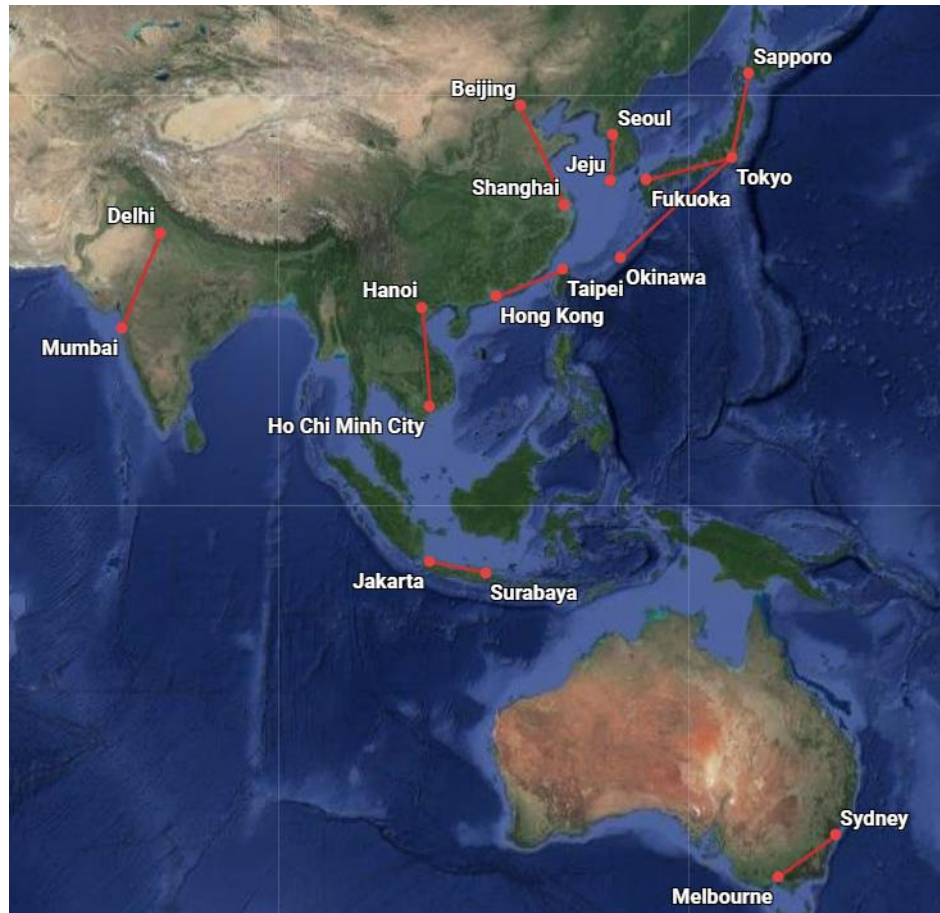 Sapporo
Beijing
Seoul
Jeju
Tokyo
Shanghai
Fukuoka
Delhi
Okinawa
Hanoi
Taipei
Hong Kong
Mumbai
Ho Chi Minh City
Jakarta
Surabaya
Sydney
Melbourne